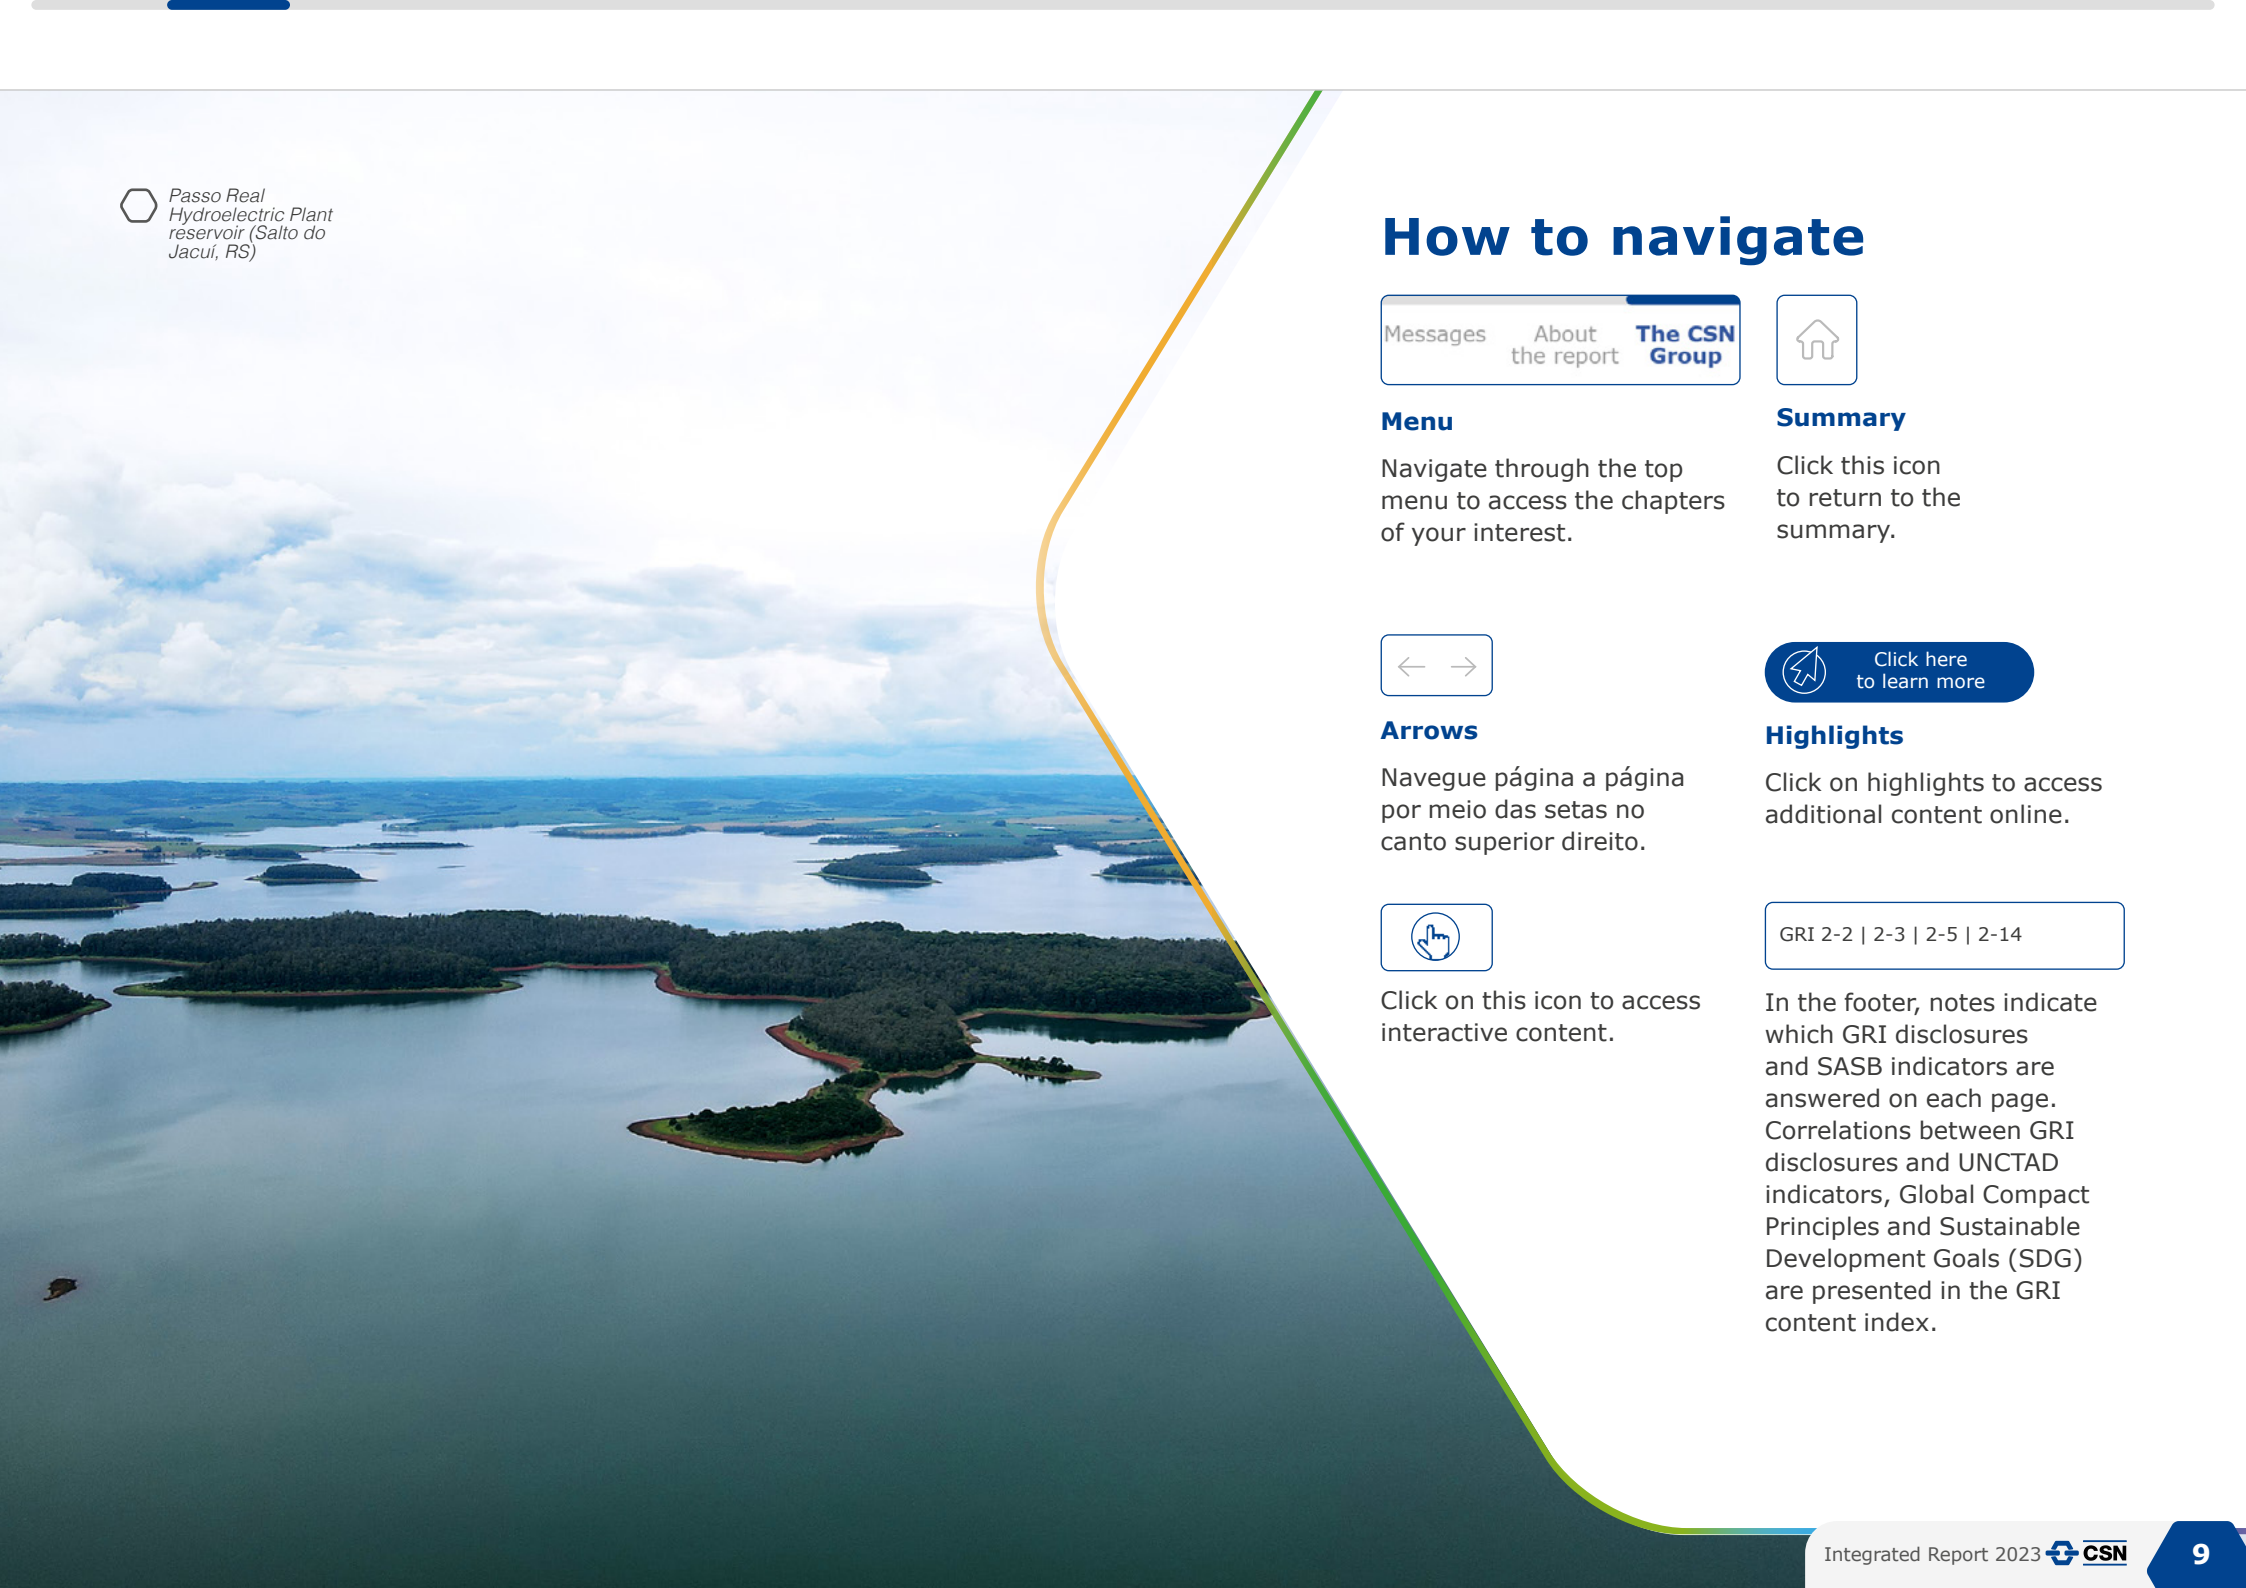 Passo Real
Hydroelectric Plant
reservoir (Salto do
Jacuí, RS)
How to navigate
Messages
About
the report
The CSN
Group
Menu
Navigate through the top
menu to access the chapters
of your interest.
Summary
Click this icon
to return to the
summary.
Arrows
Navegue página a página
por meio das setas no
canto superior direito.
Click here
to learn more
Highlights
Click on highlights to access
additional content online.
Click on this icon to access
interactive content.
GRI 2-2 | 2-3 | 2-5 | 2-14
In the footer, notes indicate
which GRI disclosures
and SASB indicators are
answered on each page.
Correlations between GRI
disclosures and UNCTAD
indicators, Global Compact
Principles and Sustainable
Development Goals (SDG)
are presented in the GRI
content index.
Integrated Report 2023 CSN 9